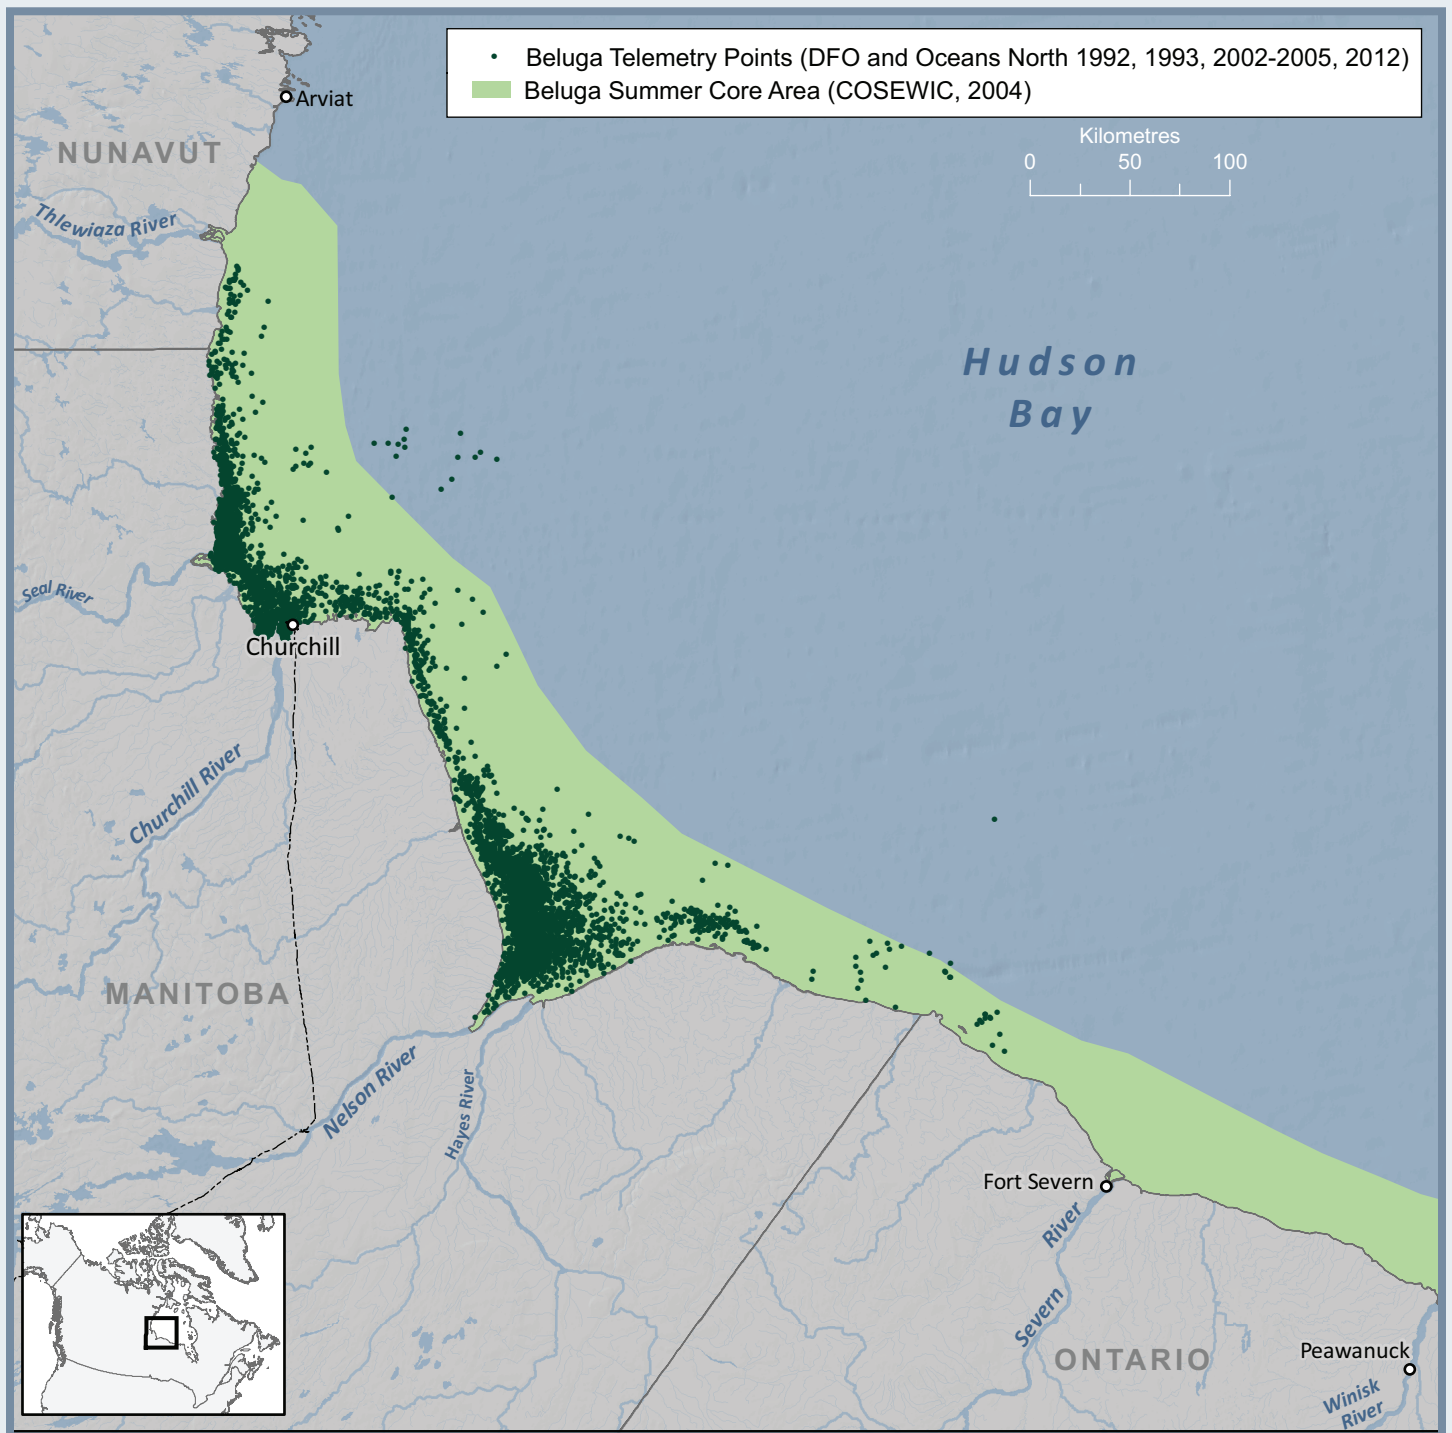 Beluga Telemetry Points (DFO and Oceans North 1992, 1993, 2002-2005, 2012)
Beluga Summer Core Area (COSEWIC, 2004)
Kilometres
0 50 100
Arviat
NUNAVUT
Thlewiaza River
Hudson
Bay
Seal River
Churchill
Churchill River
MANITOBA
Nelson River
Hayes River
Fort Severn
Severn River
ONTARIO
Peawanuck
Winisk
River